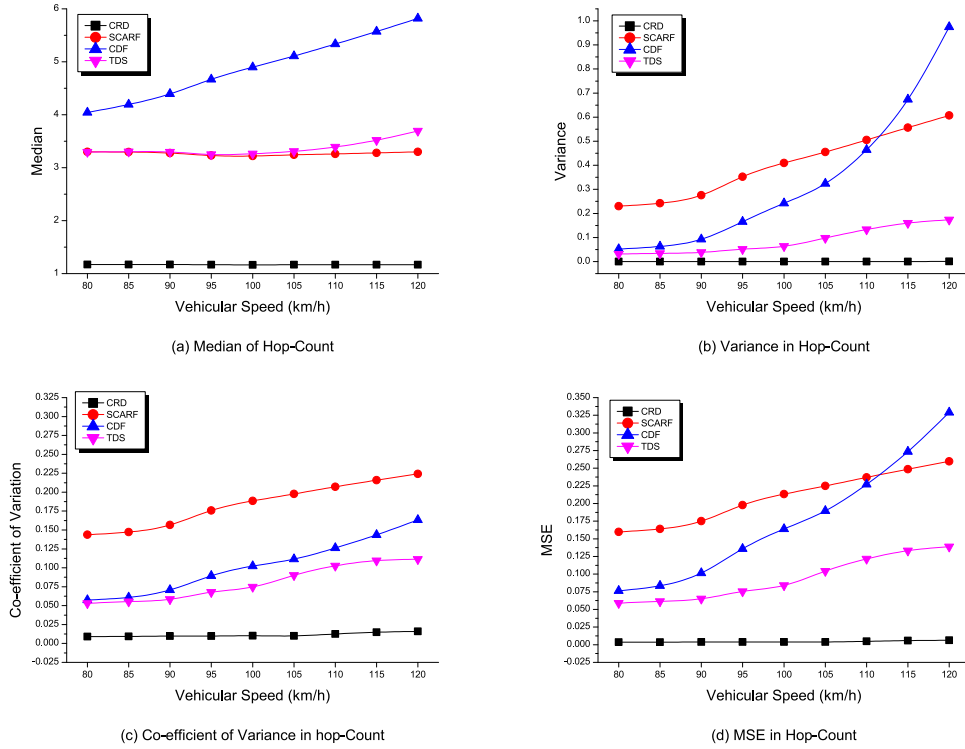 6
5
4
3
2
1
Median
CRD
SCARF
CDF
TDS
80 85 90 95 100 105 110 115 120
Vehicular Speed (km/h)
(a) Median of Hop-Count
1.0
0.9
0.8
0.7
0.6
0.5
0.4
0.3
0.2
0.1
0.0
Variance
CRD
SCARF
CDF
TDS
80 85 90 95 100 105 110 115 120
Vehicular Speed (km/h)
(b) Variance in Hop-Count
0.325
0.300
0.275
0.250
0.225
0.200
0.175
0.150
0.125
0.100
0.075
0.050
0.025
0.000
-0.025
Co-efficient of Variation
CRD
SCARF
CDF
TDS
80 85 90 95 100 105 110 115 120
Vehicular Speed (km/h)
(c) Co-efficient of Variance in hop-Count
0.350
0.325
0.300
0.275
0.250
0.225
0.200
0.175
0.150
0.125
0.100
0.075
0.050
0.025
0.000
-0.025
MSE
CRD
SCARF
CDF
TDS
80 85 90 95 100 105 110 115 120
Vehicular Speed (km/h)
(d) MSE in Hop-Count